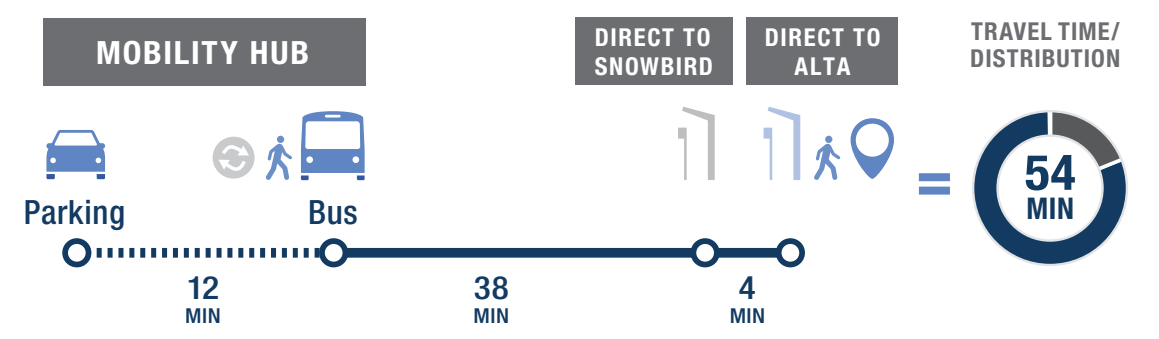 MOBILITY HUB
DIRECT TO
SNOWBIRD
DIRECT TO
ALTA
TRAVEL TIME/
DISTRIBUTION
Parking
Bus
=
54
MIN
12
MIN
38
MIN
4
MIN